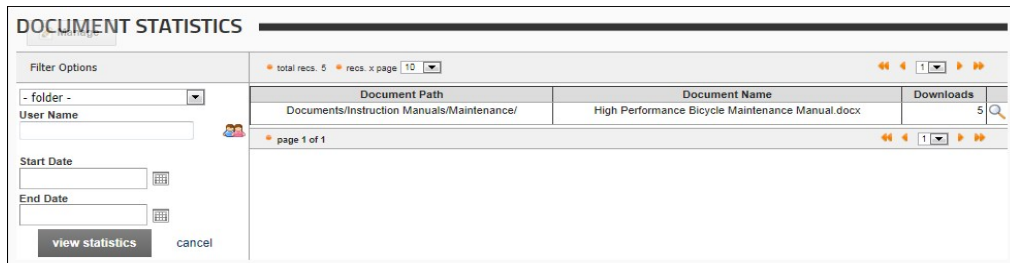 DOCUMENT STATISTICS
Manage
Filter Options
total recs. 5 recs. x page 10
1
- folder -
User Name
Start Date
End Date
view statistics cancel
Document Path Document Name Downloads
Documents/Instruction Manuals/Maintenance/ High Performance Bicycle Maintenance Manual.docx 5
page 1 of 1
1